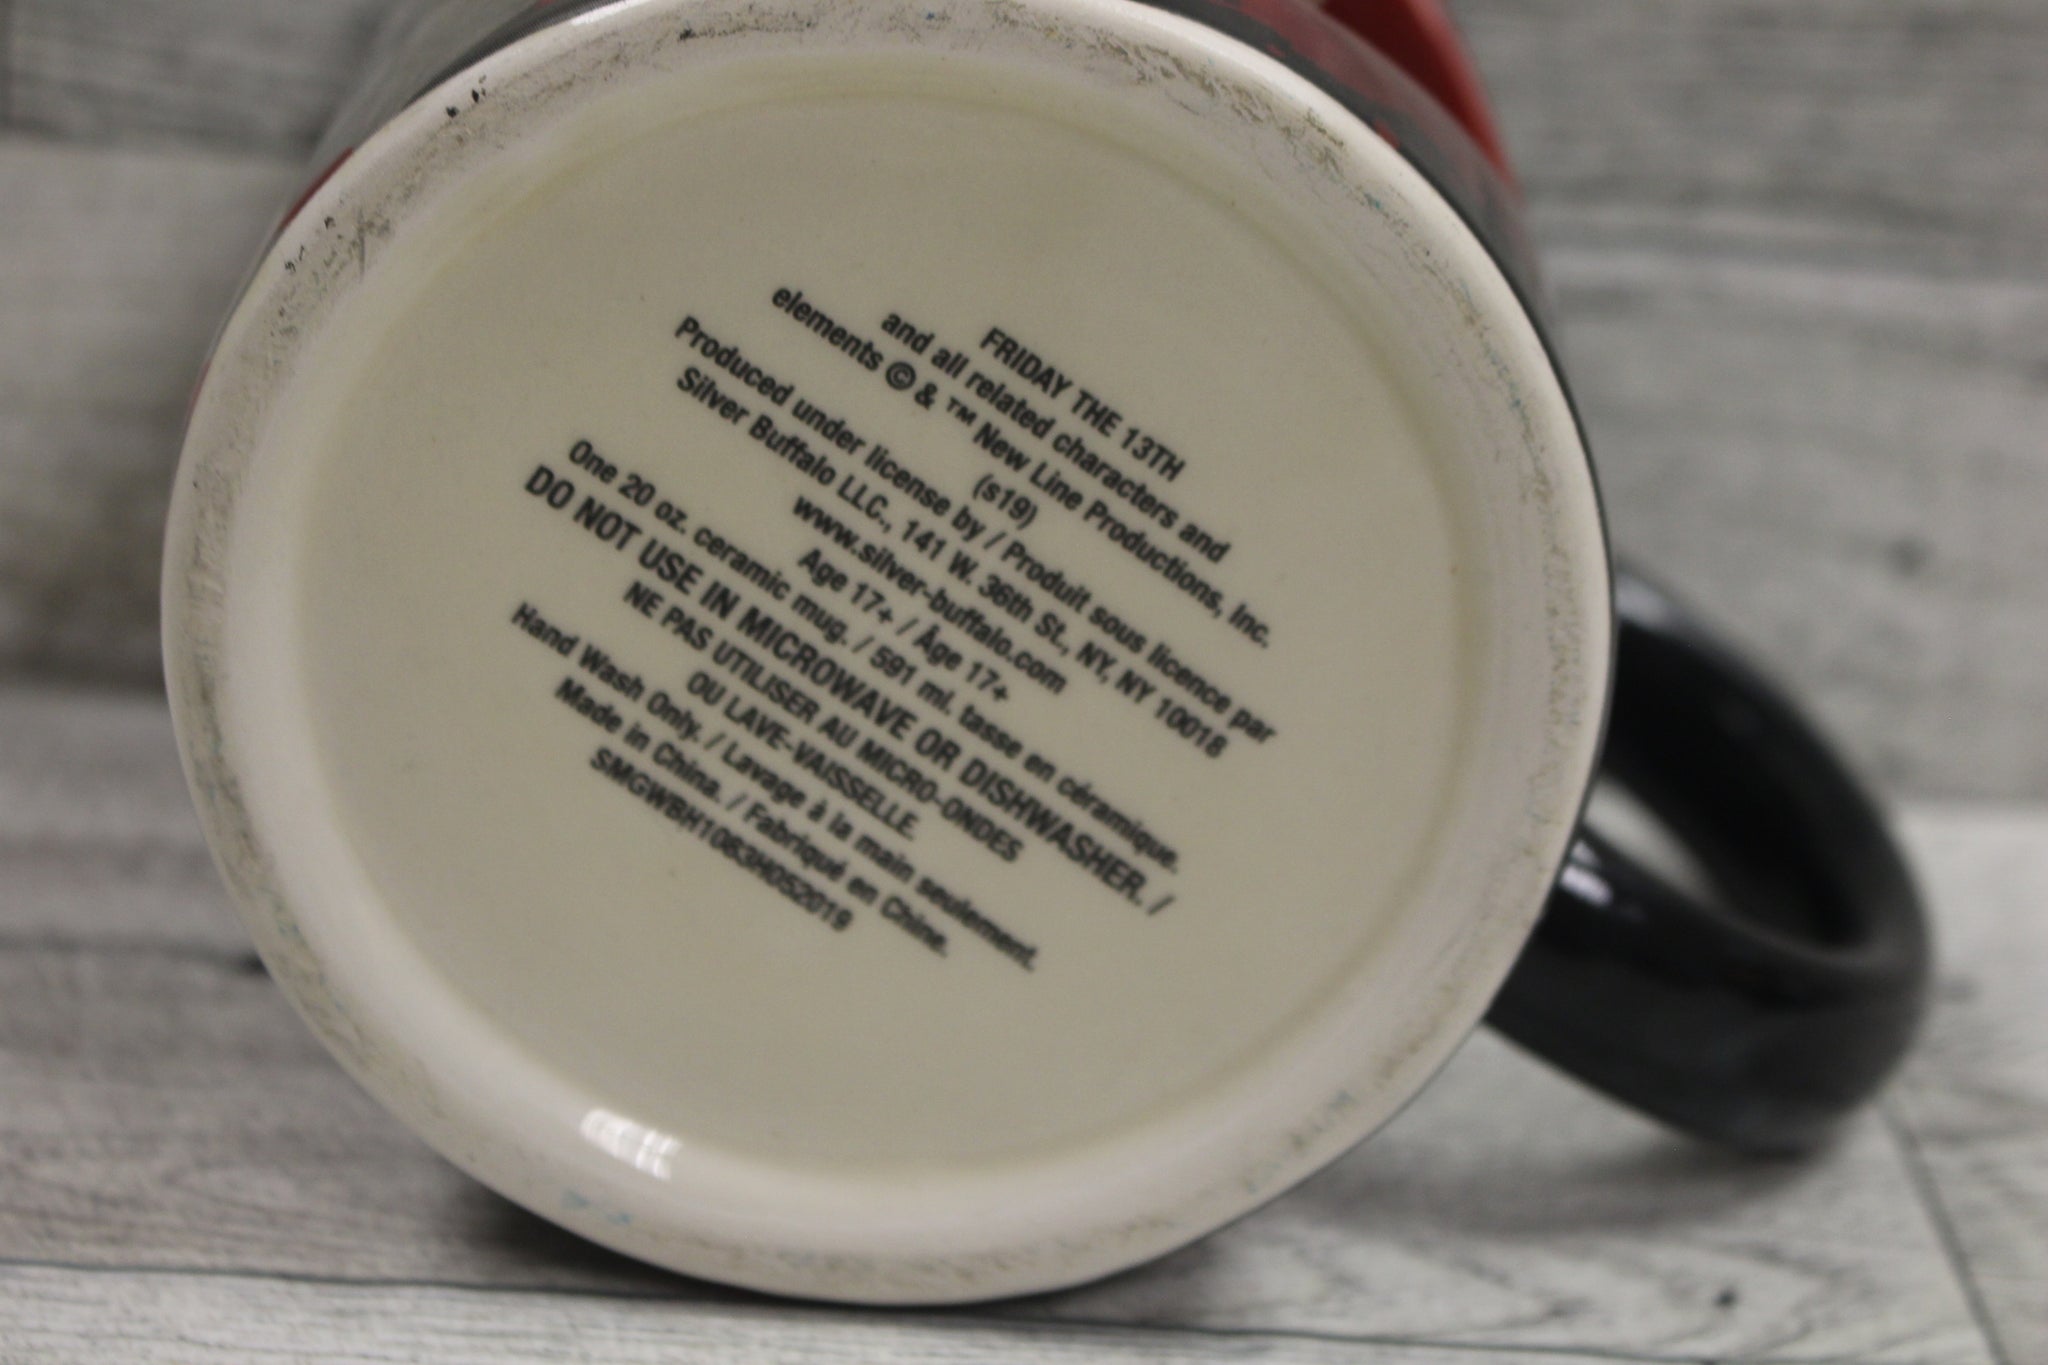 FRIDAY THE 13TH
and all related characters and
elements © & ™ New Line Productions, Inc.
(s19)
Produced under license by / Produit sous licence par
Silver Buffalo LLC., 141 W. 36th St., NY, NY 10018
www.silver-buffalo.com
Age 17+ / Âge 17+
One 20 oz. ceramic mug. / 591 ml. tasse en céramique.
DO NOT USE IN MICROWAVE OR DISHWASHER. /
NE PAS UTILISER AU MICRO-ONDES
OU LAVE-VAISSELLE
Hand Wash Only. / Lavage à la main seulement.
Made in China. / Fabriqué en Chine.
SMGWBH1063H052019